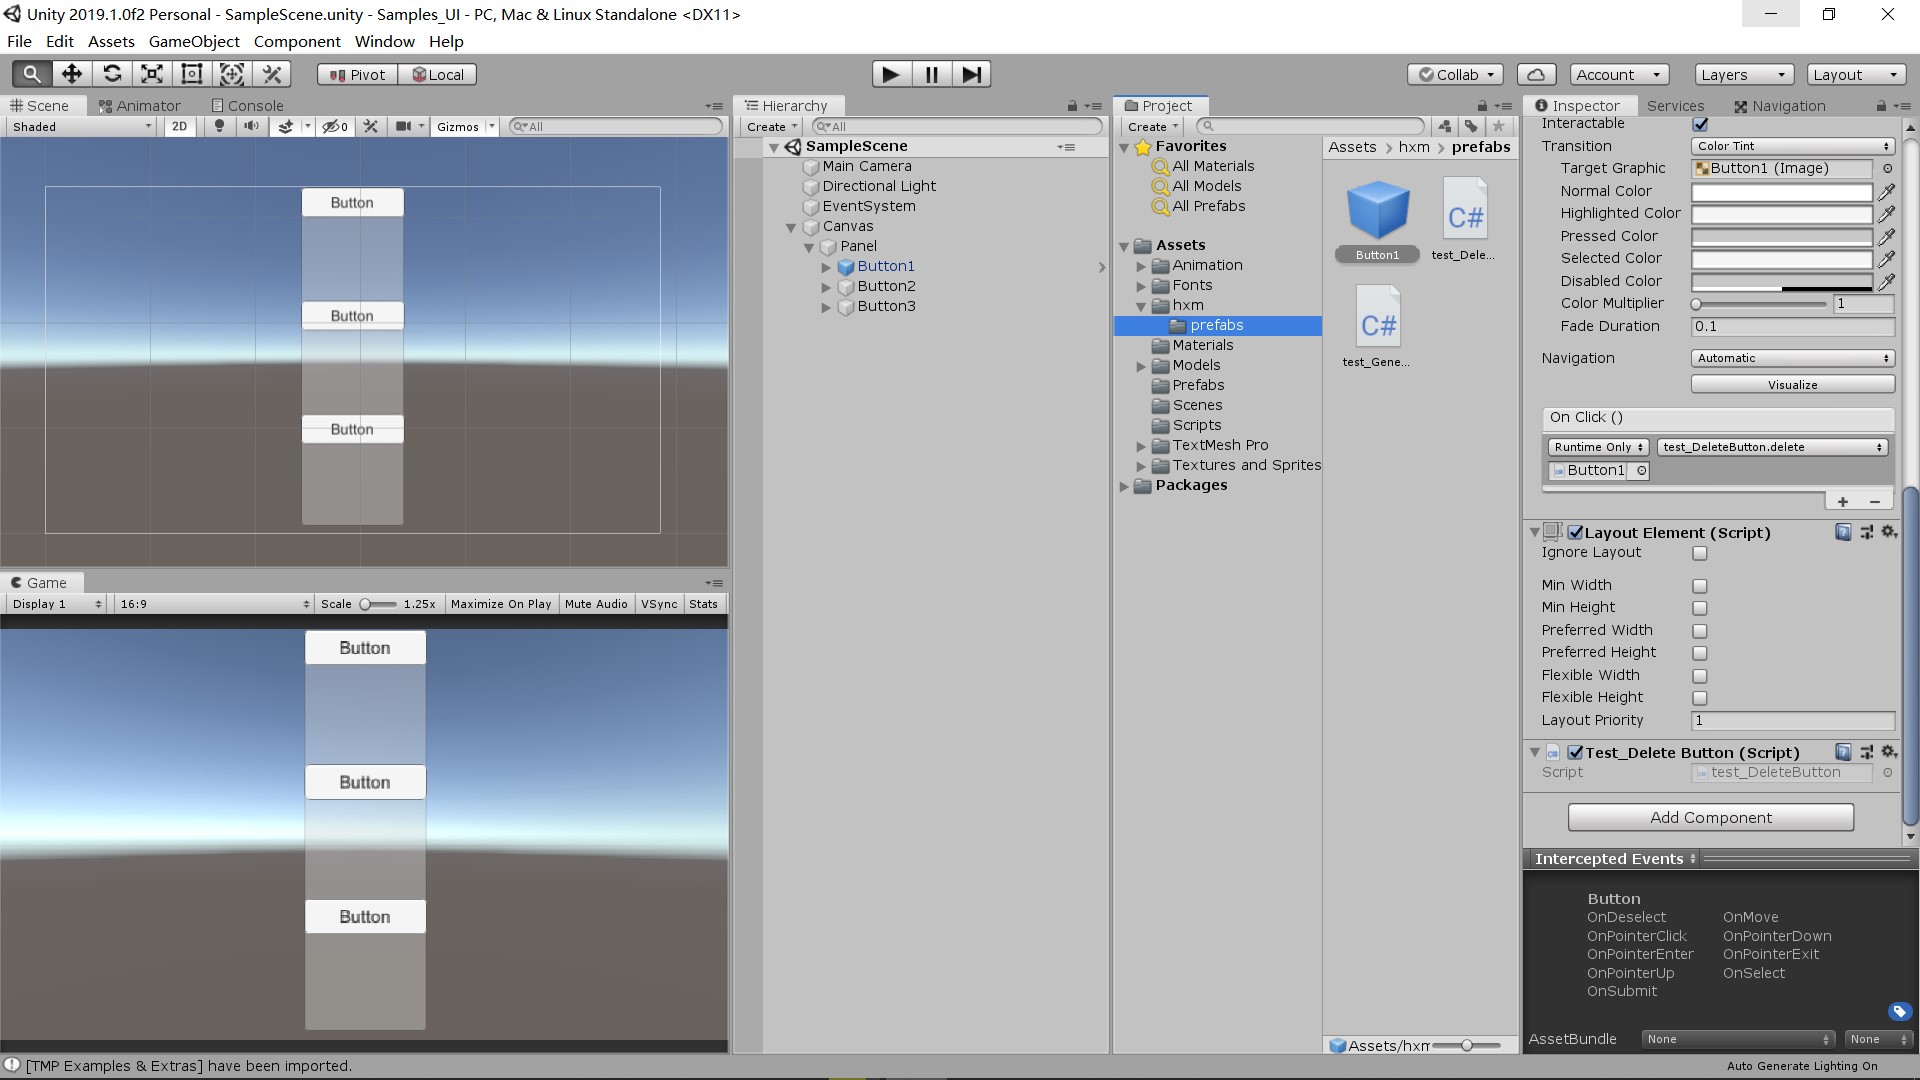 Unity 2019.1.0f2 Personal - SampleScene.unity - Samples_UI - PC, Mac & Linux Standalone <DX11>
File Edit Assets GameObject Component Window Help
Pivot Local Collab Account Layers Layout
Scene Animator Console
Shaded 2D 0 Gizmos All
Button
Button
Button
Game
Display 1 16:9 Scale 1.25x Maximize On Play Mute Audio VSync Stats
Button
Button
Button
Hierarchy
Create All
SampleScene
Main Camera
Directional Light
EventSystem
Canvas
Panel
Button1
Button2
Button3
Project
Create
Favorites
All Materials
All Models
All Prefabs
Assets
Animation
Fonts
hxm
prefabs
Materials
Models
Prefabs
Scenes
Scripts
TextMesh Pro
Textures and Sprites
Packages
Assets > hxm > prefabs
C#
Button1 test_Dele...
C#
test_Gene...
Assets/hxm
Inspector Services Navigation
Interactable
Transition Color Tint
Target Graphic Button1 (Image)
Normal Color
Highlighted Color
Pressed Color
Selected Color
Disabled Color
Color Multiplier 1
Fade Duration 0.1
Navigation Automatic
Visualize
On Click ()
Runtime Only test_DeleteButton.delete
Button1
+ −
Layout Element (Script)
Ignore Layout
Min Width
Min Height
Preferred Width
Preferred Height
Flexible Width
Flexible Height
Layout Priority 1
Test_Delete Button (Script)
Script test_DeleteButton
Add Component
Intercepted Events
Button
OnDeselect OnMove
OnPointerClick OnPointerDown
OnPointerEnter OnPointerExit
OnPointerUp OnSelect
OnSubmit
AssetBundle None None
[TMP Examples & Extras] have been imported.
Auto Generate Lighting On